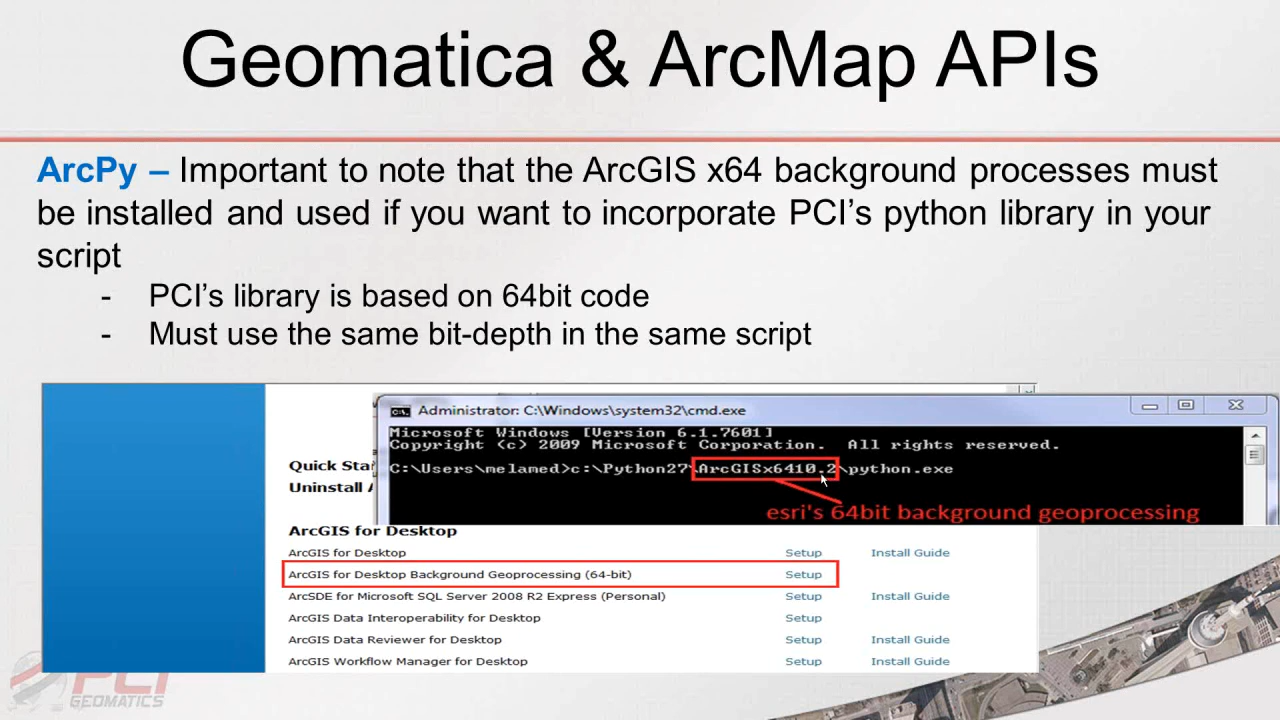 Geomatica & ArcMap APIs
ArcPy – Important to note that the ArcGIS x64 background processes must
be installed and used if you want to incorporate PCI’s python library in your
script
- PCI’s library is based on 64bit code
- Must use the same bit-depth in the same script
Administrator: C:\Windows\system32\cmd.exe
Microsoft Windows [Version 6.1.7601]
Copyright (c) 2009 Microsoft Corporation. All rights reserved.
C:\Users\melamed>c:\Python27\ArcGISx6410.2\python.exe
esri's 64bit background geoprocessing
Quick Sta
Uninstall
ArcGIS for Desktop
ArcGIS for Desktop Setup Install Guide
ArcGIS for Desktop Background Geoprocessing (64-bit) Setup
ArcSDE for Microsoft SQL Server 2008 R2 Express (Personal) Setup Install Guide
ArcGIS Data Interoperability for Desktop Setup
ArcGIS Data Reviewer for Desktop Setup Install Guide
ArcGIS Workflow Manager for Desktop Setup Install Guide
PCI
GEOMATICS